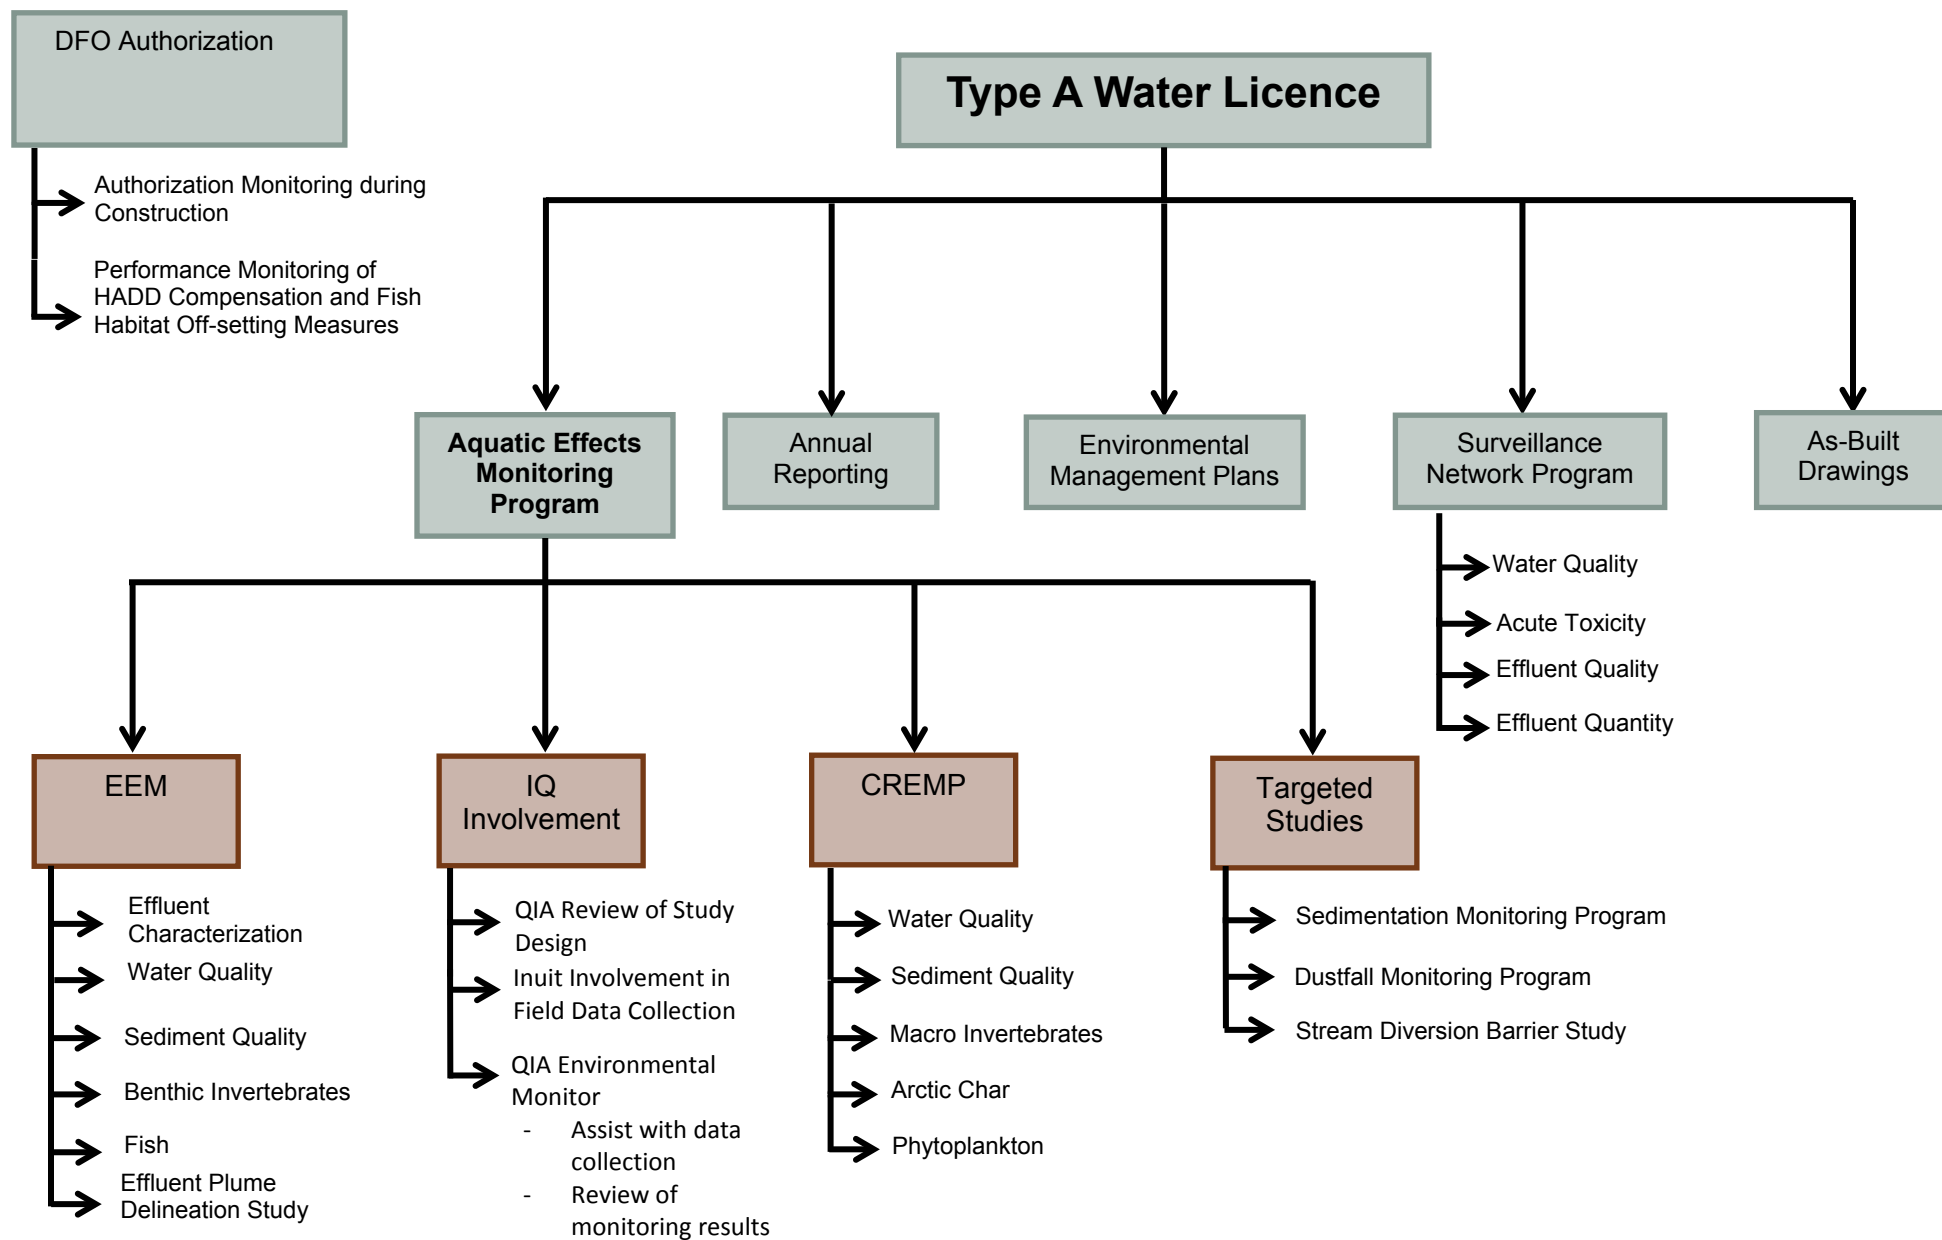 DFO Authorization
Authorization Monitoring during
Construction
Performance Monitoring of
HADD Compensation and Fish
Habitat Off-setting Measures
Type A Water Licence
Aquatic Effects
Monitoring
Program
Annual
Reporting
Environmental
Management Plans
Surveillance
Network Program
As-Built
Drawings
Water Quality
Acute Toxicity
Effluent Quality
Effluent Quantity
EEM
Effluent
Characterization
Water Quality
Sediment Quality
Benthic Invertebrates
Fish
Effluent Plume
Delineation Study
IQ
Involvement
QIA Review of Study
Design
Inuit Involvement in
Field Data Collection
QIA Environmental
Monitor
- Assist with data
collection
- Review of
monitoring results
CREMP
Water Quality
Sediment Quality
Macro Invertebrates
Arctic Char
Phytoplankton
Targeted
Studies
Sedimentation Monitoring Program
Dustfall Monitoring Program
Stream Diversion Barrier Study